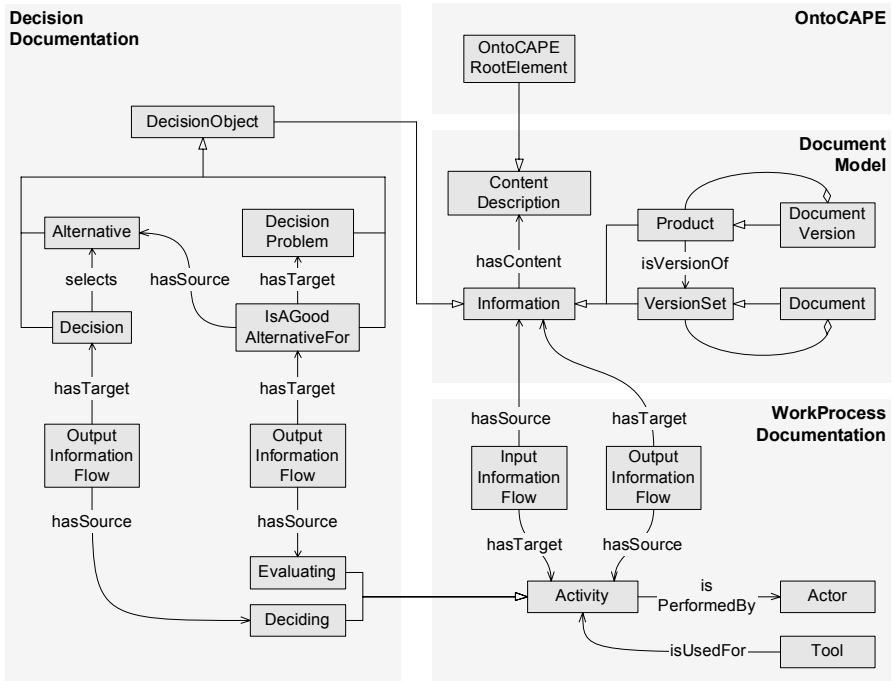 Decision
Documentation
DecisionObject
Alternative
Decision
Problem
selects
hasSource
hasTarget
Decision
IsAGood
AlternativeFor
hasTarget
hasTarget
Output
Information
Flow
Output
Information
Flow
hasSource
hasSource
Evaluating
Deciding
OntoCAPE
OntoCAPE
RootElement
Document
Model
Content
Description
Product
Document
Version
hasContent
isVersionOf
Information
VersionSet
Document
WorkProcess
Documentation
hasSource
hasTarget
Input
Information
Flow
Output
Information
Flow
hasTarget
hasSource
Activity
is
PerformedBy
Actor
isUsedFor
Tool